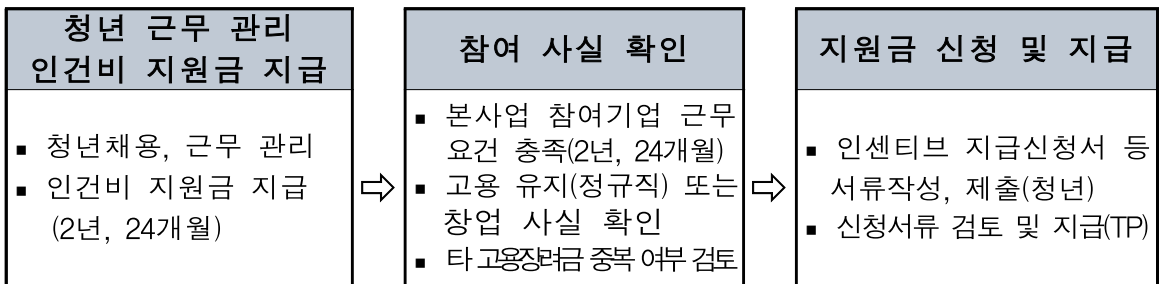 청년 근무 관리
인건비 지원금 지급
▪ 청년채용, 근무 관리
▪ 인건비 지원금 지급
(2년, 24개월)
참여 사실 확인
▪ 본사업 참여기업 근무
요건 충족(2년, 24개월)
▪ 고용 유지(정규직) 또는
창업 사실 확인
▪ 타 고용장려금 중복 여부 검토
지원금 신청 및 지급
▪ 인센티브 지급신청서 등
서류작성, 제출(청년)
▪ 신청서류 검토 및 지급(TP)